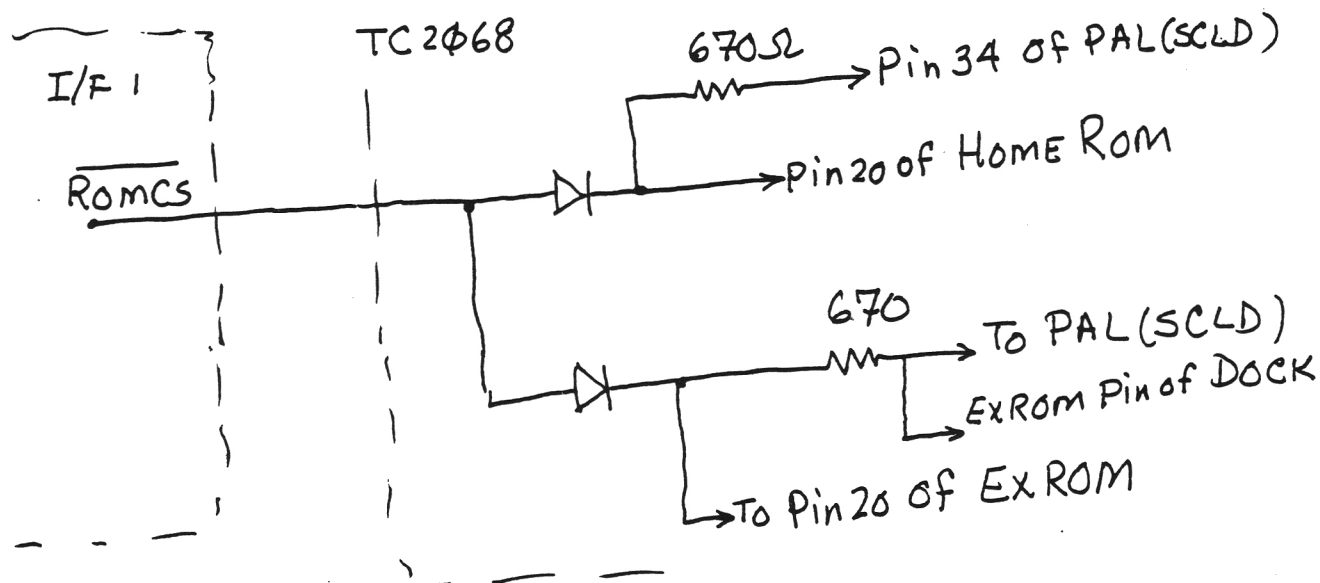 I/F 1
TC2068
670Ω
Pin 34 of PAL(SCLD)
Pin 20 of HOME ROM
ROMCS
670
To PAL(SCLD)
EXROM Pin of DOCK
To Pin 20 of EXROM